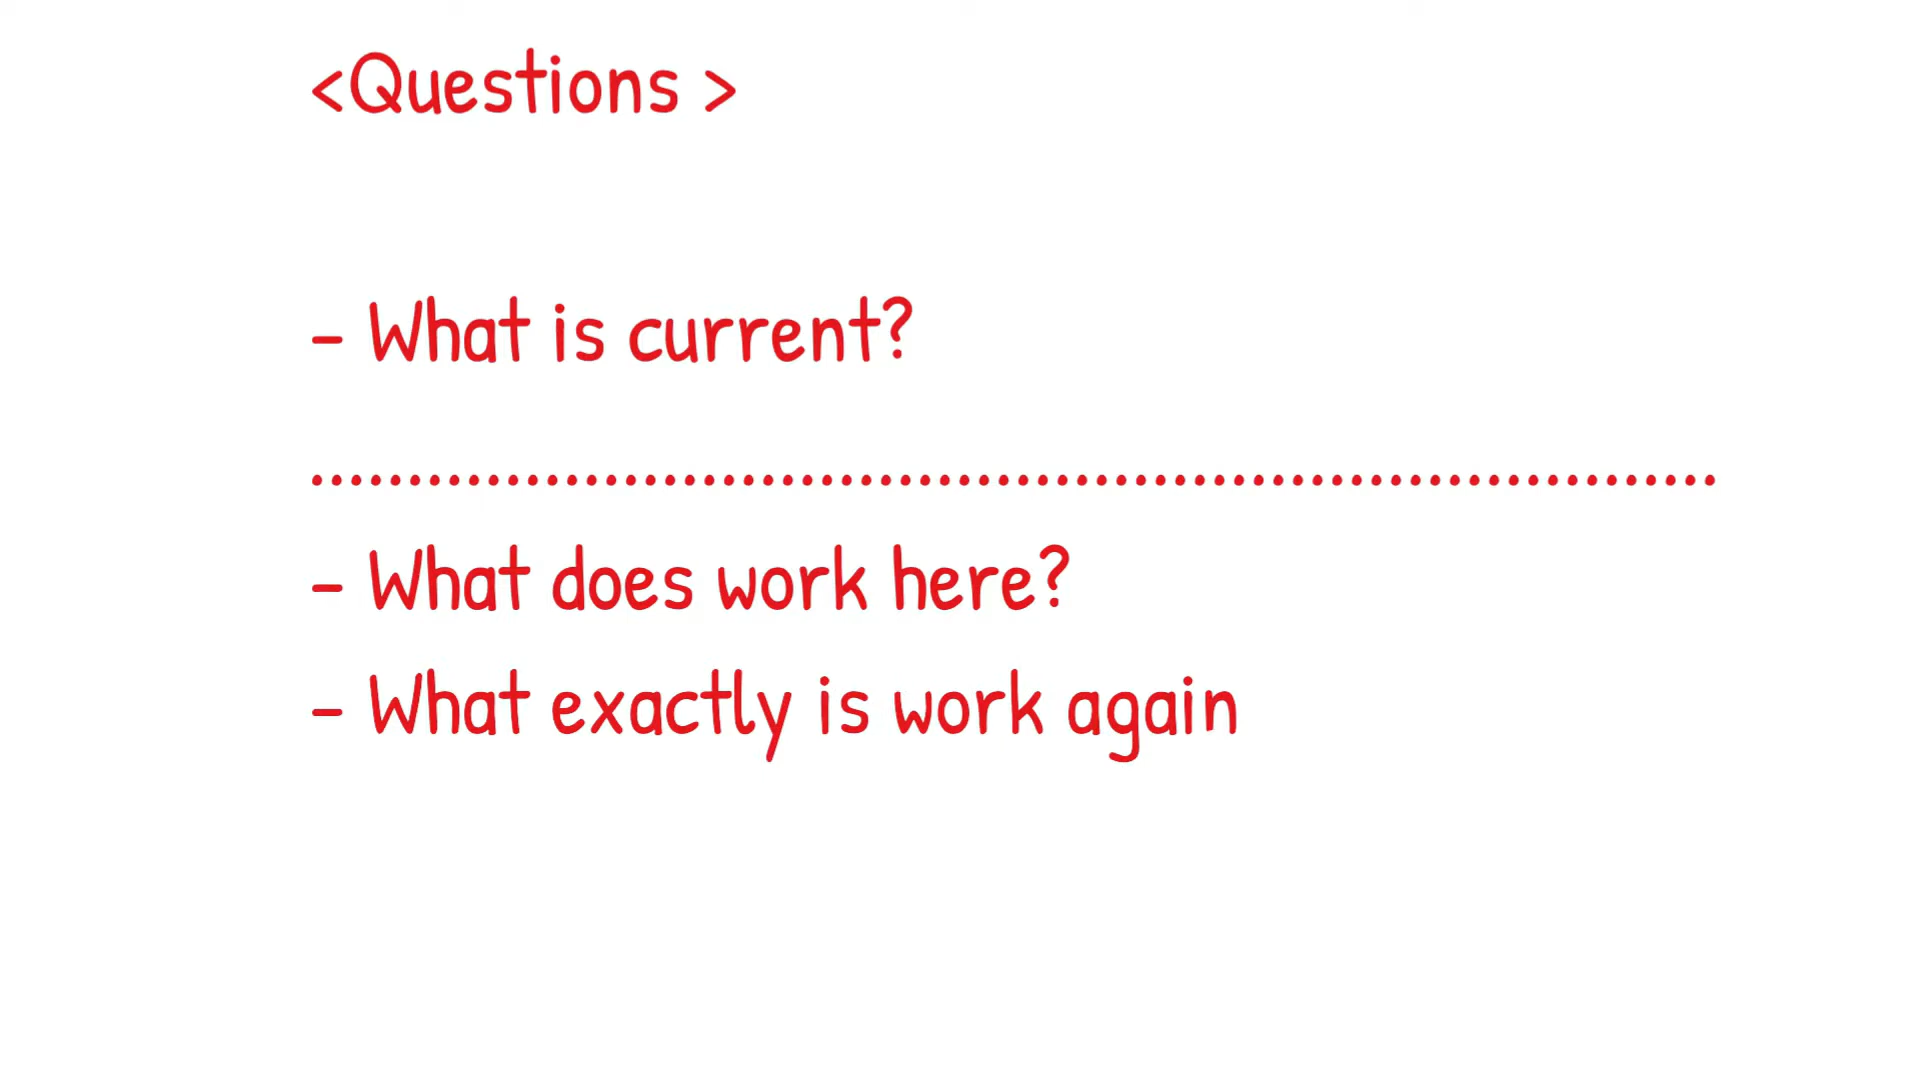 <Questions >
- What is current?
........................................................................
- What does work here?
- What exactly is work again